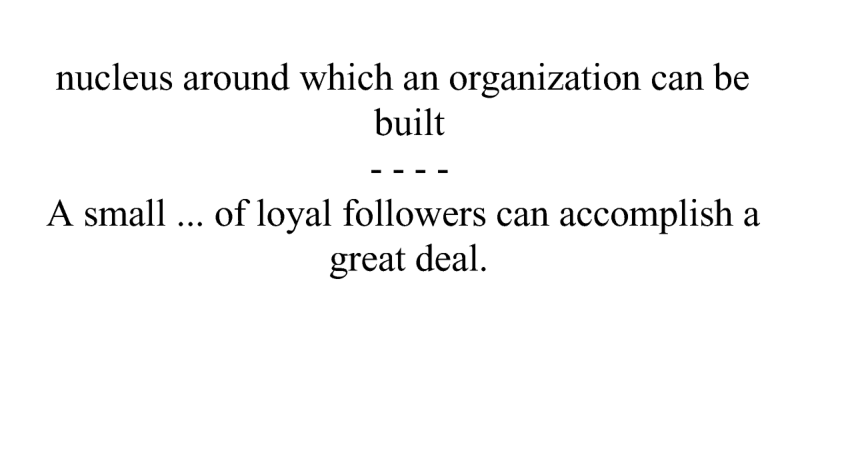 nucleus around which an organization can be
built
- - - -
A small ... of loyal followers can accomplish a
great deal.